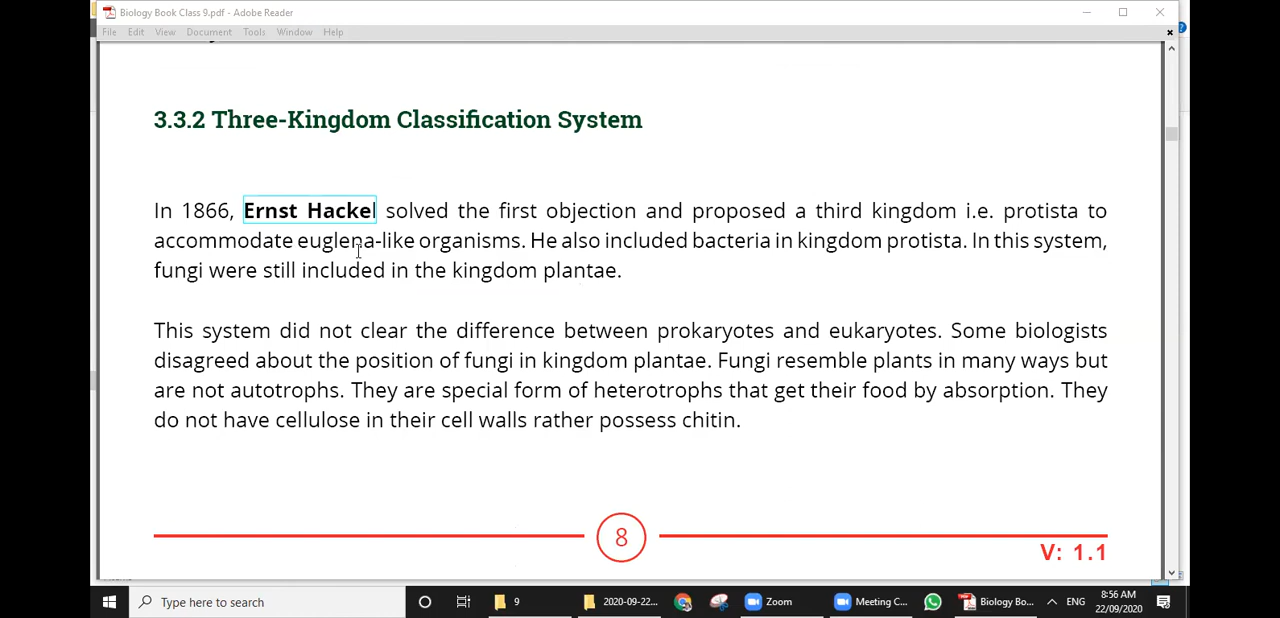 Biology Book Class 9.pdf - Adobe Reader
File Edit View Document Tools Window Help
3.3.2 Three-Kingdom Classification System
In 1866, Ernst Hackel solved the first objection and proposed a third kingdom i.e. protista to
accommodate euglena-like organisms. He also included bacteria in kingdom protista. In this system,
fungi were still included in the kingdom plantae.
This system did not clear the difference between prokaryotes and eukaryotes. Some biologists
disagreed about the position of fungi in kingdom plantae. Fungi resemble plants in many ways but
are not autotrophs. They are special form of heterotrophs that get their food by absorption. They
do not have cellulose in their cell walls rather possess chitin.
8
V: 1.1
Type here to search 9 2020-09-22... Zoom Meeting C... Biology Bo... ENG 8:56 AM
22/09/2020